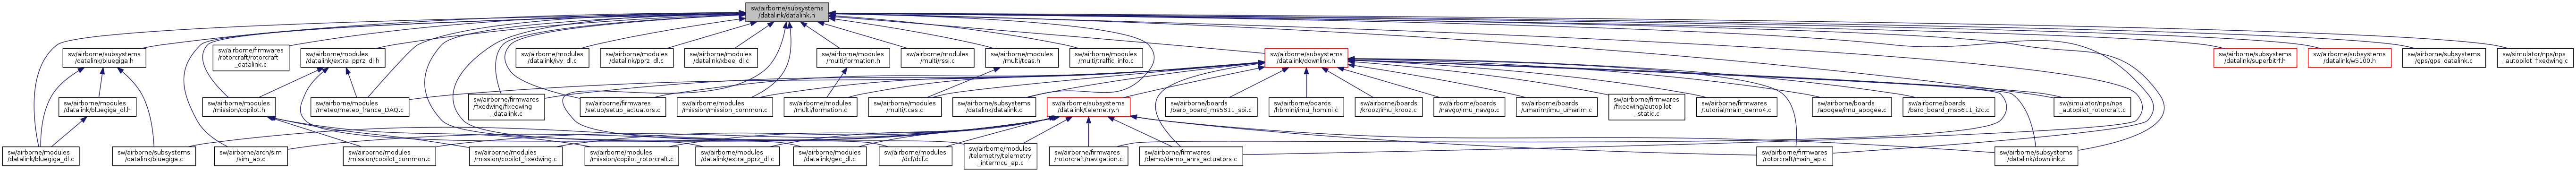 sw/airborne/subsystems
/datalink/datalink.h
sw/airborne/subsystems
/datalink/bluegiga.h
sw/airborne/firmwares
/rotorcraft/rotorcraft
_datalink.c
sw/airborne/modules
/datalink/extra_pprz_dl.h
sw/airborne/modules
/datalink/ivy_dl.c
sw/airborne/modules
/datalink/pprz_dl.c
sw/airborne/modules
/datalink/xbee_dl.c
sw/airborne/modules
/multi/formation.h
sw/airborne/modules
/multi/rssi.c
sw/airborne/modules
/multi/tcas.h
sw/airborne/modules
/multi/traffic_info.c
sw/airborne/subsystems
/datalink/downlink.h
sw/airborne/subsystems
/datalink/superbitrf.c
sw/airborne/subsystems
/datalink/w5100.h
sw/airborne/subsystems
/gps/gps_datalink.c
sw/simulator/nps/nps
_autopilot_fixedwing.c
sw/airborne/modules
/datalink/bluegiga_dl.h
sw/airborne/modules
/mission/copilot.h
sw/airborne/modules
/meteo/meteo_france_DAQ.c
sw/airborne/firmwares
/fixedwing/fixedwing
_datalink.c
sw/airborne/firmwares
/setup/setup_actuators.c
sw/airborne/modules
/mission/mission_common.c
sw/airborne/modules
/multi/formation.c
sw/airborne/modules
/multi/tcas.c
sw/airborne/subsystems
/datalink/datalink.c
sw/airborne/subsystems
/datalink/telemetry.h
sw/airborne/boards
/baro_board_ms5611_spi.c
sw/airborne/boards
/hbmini/imu_hbmini.c
sw/airborne/boards
/krooz/imu_krooz.c
sw/airborne/boards
/navgo/imu_navgo.c
sw/airborne/boards
/umarim/imu_umarim.c
sw/airborne/firmwares
/fixedwing/autopilot
_static.c
sw/airborne/firmwares
/tutorial/main_demo4.c
sw/airborne/boards
/apogee/imu_apogee.c
sw/airborne/boards
/baro_board_ms5611_i2c.c
sw/simulator/nps/nps
_autopilot_rotorcraft.c
sw/airborne/modules
/datalink/bluegiga_dl.c
sw/airborne/subsystems
/datalink/bluegiga.c
sw/airborne/arch/sim
/sim_ap.c
sw/airborne/modules
/mission/copilot_common.c
sw/airborne/modules
/mission/copilot_fixedwing.c
sw/airborne/modules
/mission/copilot_rotorcraft.c
sw/airborne/modules
/datalink/extra_pprz_dl.c
sw/airborne/modules
/datalink/gec_dl.c
sw/airborne/modules
/dcf/dcf.c
sw/airborne/modules
/telemetry/telemetry
_intermcu_ap.c
sw/airborne/firmwares
/rotorcraft/navigation.c
sw/airborne/firmwares
/demo/demo_ahrs_actuators.c
sw/airborne/firmwares
/rotorcraft/main_ap.c
sw/airborne/subsystems
/datalink/downlink.c